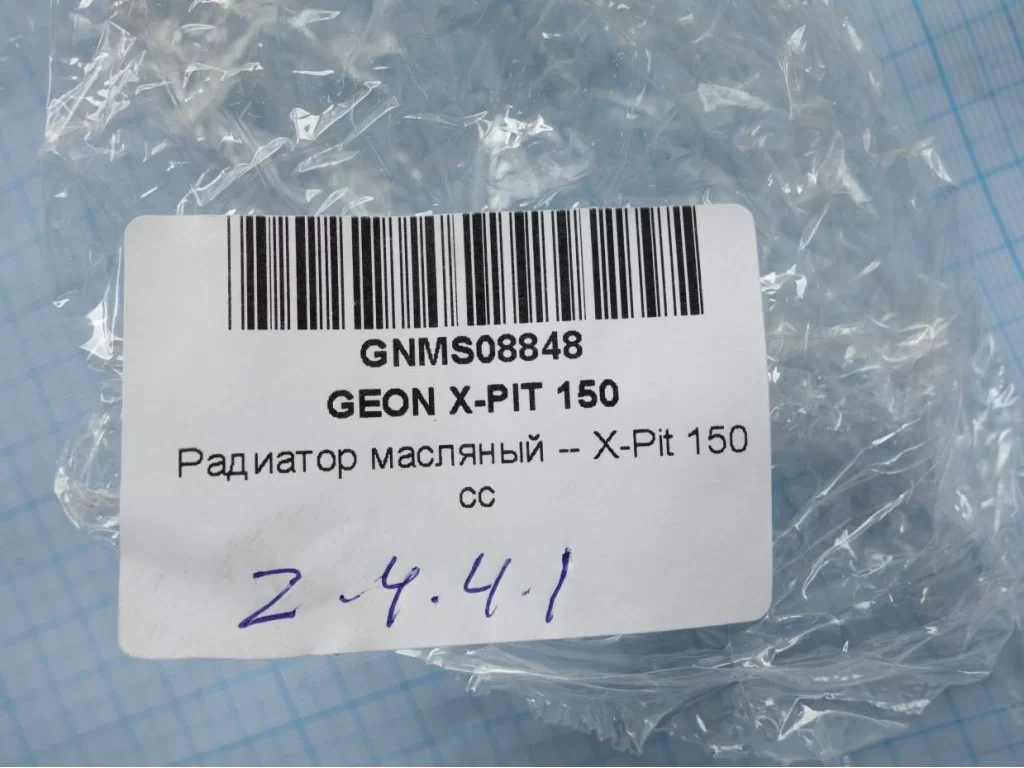 GNMS08848
GEON X-PIT 150
Радиатор масляный -- X-Pit 150
cc
2.4.4.1